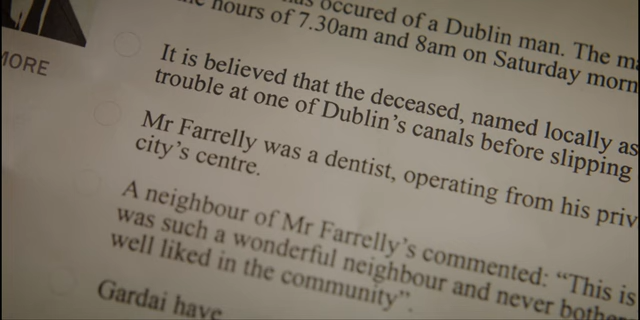 occured of a Dublin man. The
hours of 7.30am and 8am on Saturday morn
MORE
It is believed that the deceased, named locally as
trouble at one of Dublin's canals before slipping
Mr Farrelly was a dentist, operating from his priv
city's centre.
A neighbour of Mr Farrelly's commented: "This is
was such a wonderful neighbour and never bothe
well liked in the community".
Gardai have